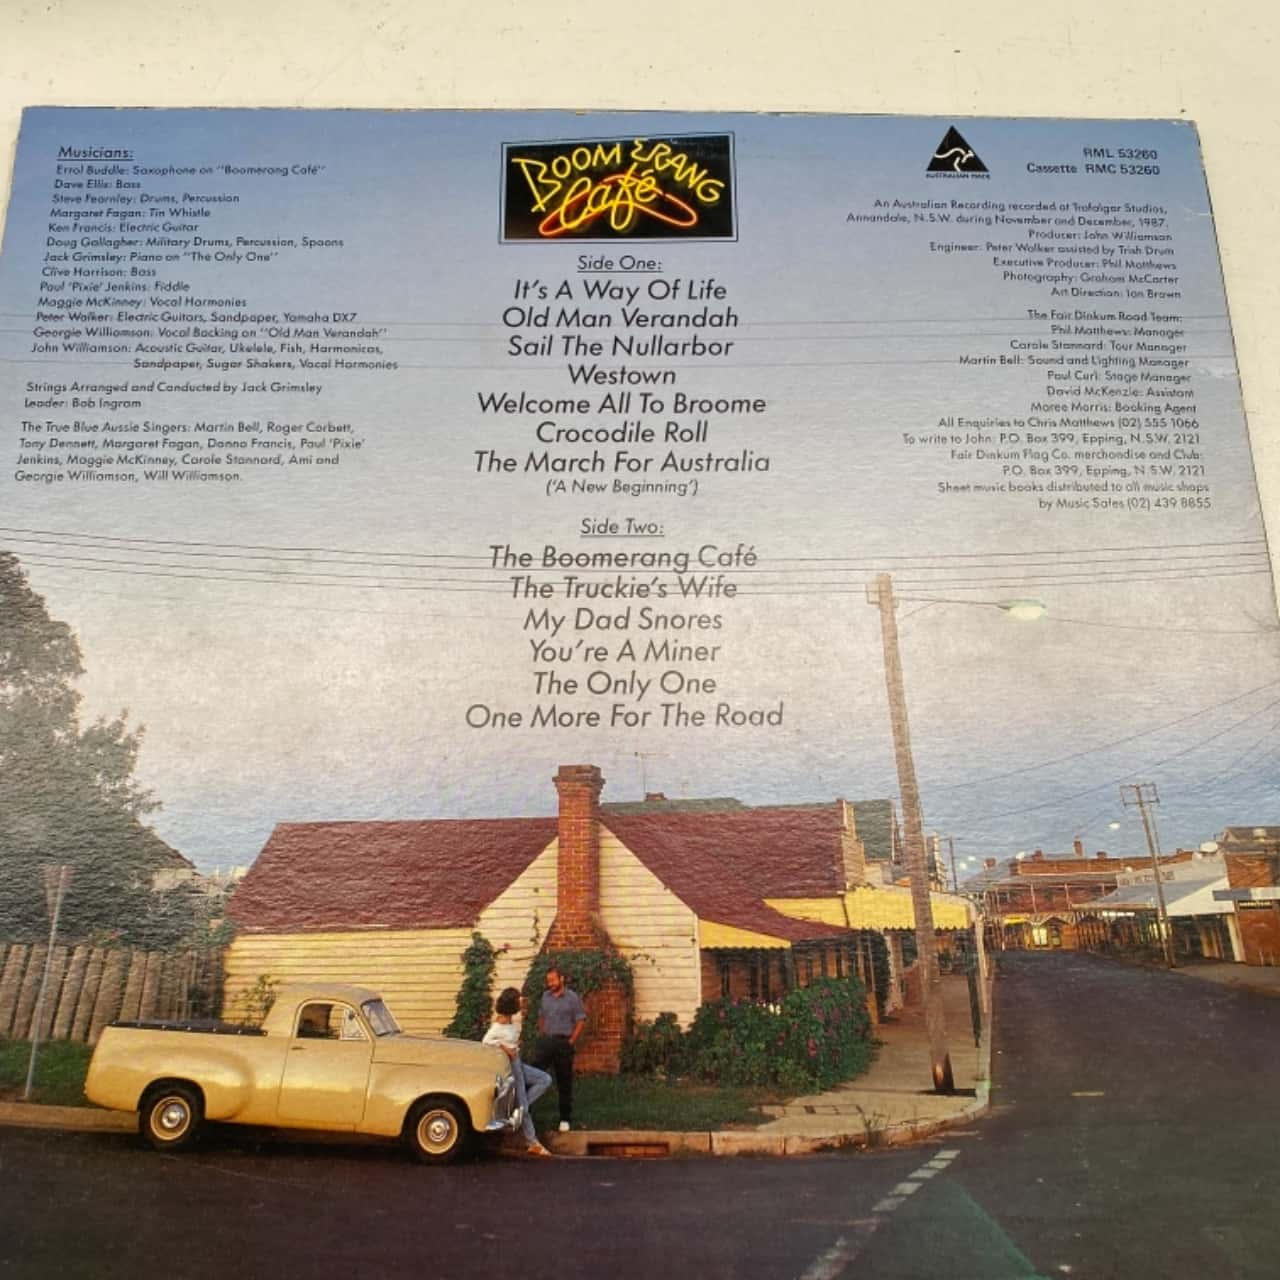 Musicians:
Errol Buddle: Saxophone on "Boomerang Café"
Dave Ellis: Bass
Steve Fearnley: Drums, Percussion
Margaret Fagan: Tin Whistle
Ken Francis: Electric Guitar
Doug Gallagher: Military Drums, Percussion, Spoons
Jack Grimsley: Piano on "The Only One"
Clive Harrison: Bass
Paul 'Pixie' Jenkins: Fiddle
Maggie McKinney: Vocal Harmonies
Peter Walker: Electric Guitars, Sandpaper, Yamaha DX7
Georgie Williamson: Vocal Backing on "Old Man Verandah"
John Williamson: Acoustic Guitar, Ukelele, Fish, Harmonicas,
Sandpaper, Sugar Shakers, Vocal Harmonies
Strings Arranged and Conducted by Jack Grimsley
Leader: Bob Ingram
The True Blue Aussie Singers: Martin Bell, Roger Corbett,
Tony Dennett, Margaret Fagan, Donna Francis, Paul 'Pixie'
Jenkins, Maggie McKinney, Carole Stannard, Ami and
Georgie Williamson, Will Williamson.
BOOMERANG
Café
Side One:
It's A Way Of Life
Old Man Verandah
Sail The Nullarbor
Westown
Welcome All To Broome
Crocodile Roll
The March For Australia
('A New Beginning')
Side Two:
The Boomerang Café
The Truckie's Wife
My Dad Snores
You're A Miner
The Only One
One More For The Road
AUSTRALIAN MADE
RML 53260
Cassette RMC 53260
An Australian Recording recorded at Trafalgar Studios,
Annandale, N.S.W. during November and December, 1987.
Producer: John Williamson
Engineer: Peter Walker assisted by Trish Drum
Executive Producer: Phil Matthews
Photography: Graham McCarter
Art Direction: Ian Brown
The Fair Dinkum Road Team:
Phil Matthews: Manager
Carole Stannard: Tour Manager
Martin Bell: Sound and Lighting Manager
Paul Curl: Stage Manager
David McKenzie: Assistant
Maree Morris: Booking Agent
All Enquiries to Chris Matthews (02) 555 1066
To write to John: P.O. Box 399, Epping, N.S.W. 2121
Fair Dinkum Flag Co. merchandise and Club:
P.O. Box 399, Epping, N.S.W. 2121
Sheet music books distributed to all music shops
by Music Sales (02) 439 8855